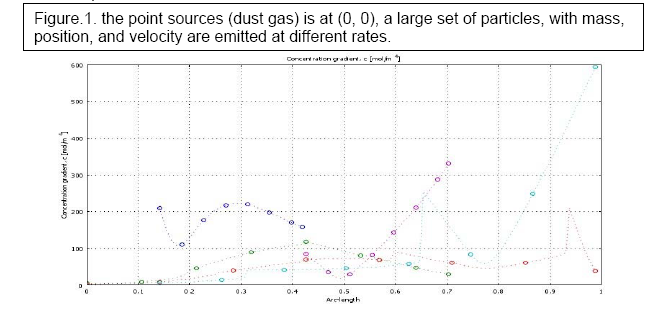 Figure.1. the point sources (dust gas) is at (0, 0), a large set of particles, with mass,
position, and velocity are emitted at different rates.
Concentration gradient, c [mol/m^4]
600
500
400
300
200
100
0
Concentration gradient, c [mol/m^4]
0 0.1 0.2 0.3 0.4 0.5 0.6 0.7 0.8 0.9 1
Arc-length